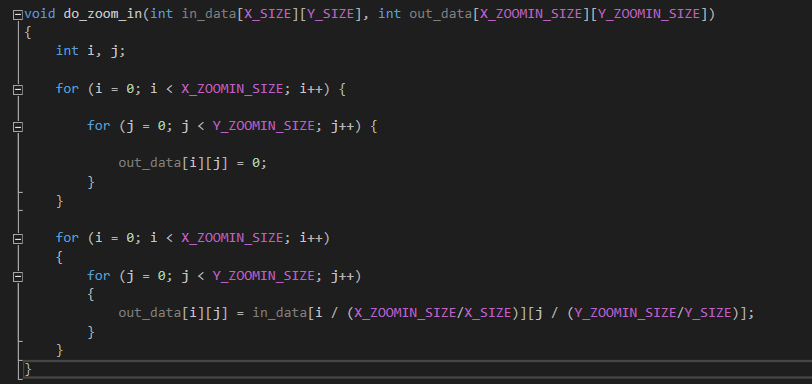 void do_zoom_in(int in_data[X_SIZE][Y_SIZE], int out_data[X_ZOOMIN_SIZE][Y_ZOOMIN_SIZE])
{
    int i, j;

    for (i = 0; i < X_ZOOMIN_SIZE; i++) {

        for (j = 0; j < Y_ZOOMIN_SIZE; j++) {

            out_data[i][j] = 0;
        }
    }

    for (i = 0; i < X_ZOOMIN_SIZE; i++)
    {
        for (j = 0; j < Y_ZOOMIN_SIZE; j++)
        {
            out_data[i][j] = in_data[i / (X_ZOOMIN_SIZE/X_SIZE)][j / (Y_ZOOMIN_SIZE/Y_SIZE)];
        }
    }
}